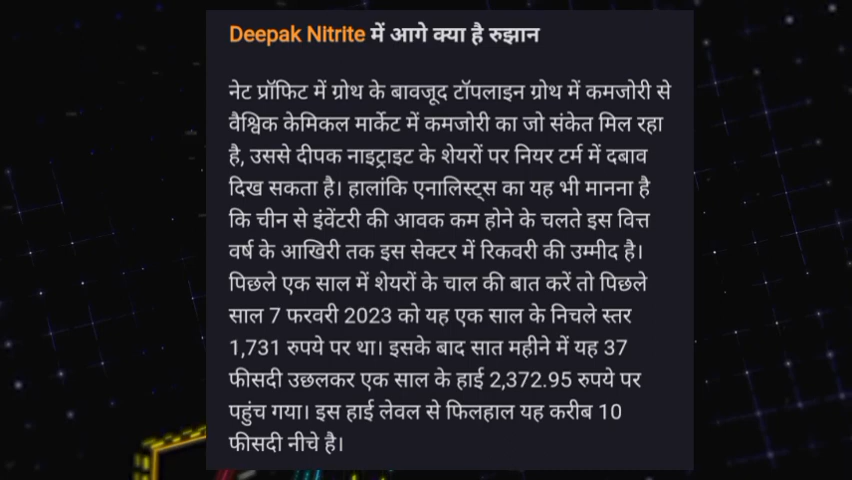 Deepak Nitrite में आगे क्या है रुझान
नेट प्रॉफिट में ग्रोथ के बावजूद टॉपलाइन ग्रोथ में कमजोरी से
वैश्विक केमिकल मार्केट में कमजोरी का जो संकेत मिल रहा
है, उससे दीपक नाइट्राइट के शेयरों पर नियर टर्म में दबाव
दिख सकता है। हालांकि एनालिस्ट्स का यह भी मानना है
कि चीन से इंवेंटरी की आवक कम होने के चलते इस वित्त
वर्ष के आखिरी तक इस सेक्टर में रिकवरी की उम्मीद है।
पिछले एक साल में शेयरों के चाल की बात करें तो पिछले
साल 7 फरवरी 2023 को यह एक साल के निचले स्तर
1,731 रुपये पर था। इसके बाद सात महीने में यह 37
फीसदी उछलकर एक साल के हाई 2,372.95 रुपये पर
पहुंच गया। इस हाई लेवल से फिलहाल यह करीब 10
फीसदी नीचे है।